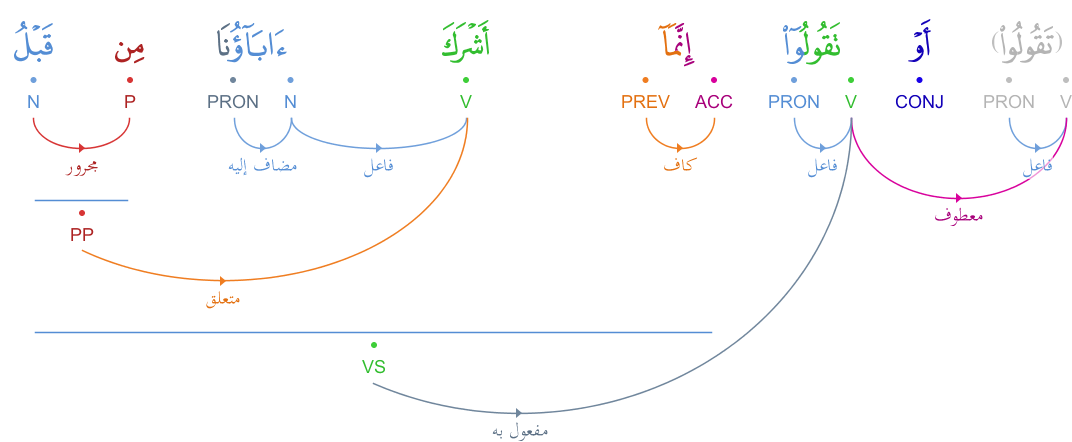 (تَقُولُوا۟) أَوْ تَقُولُوٓا۟ إِنَّمَآ أَشْرَكَ ءَابَآؤُنَا مِن قَبْلُ
V PRON CONJ V PRON ACC PREV V N PRON P N
فاعل فاعل كاف فاعل مضاف إليه مجرور
معطوف
PP
متعلق
VS
مفعول به